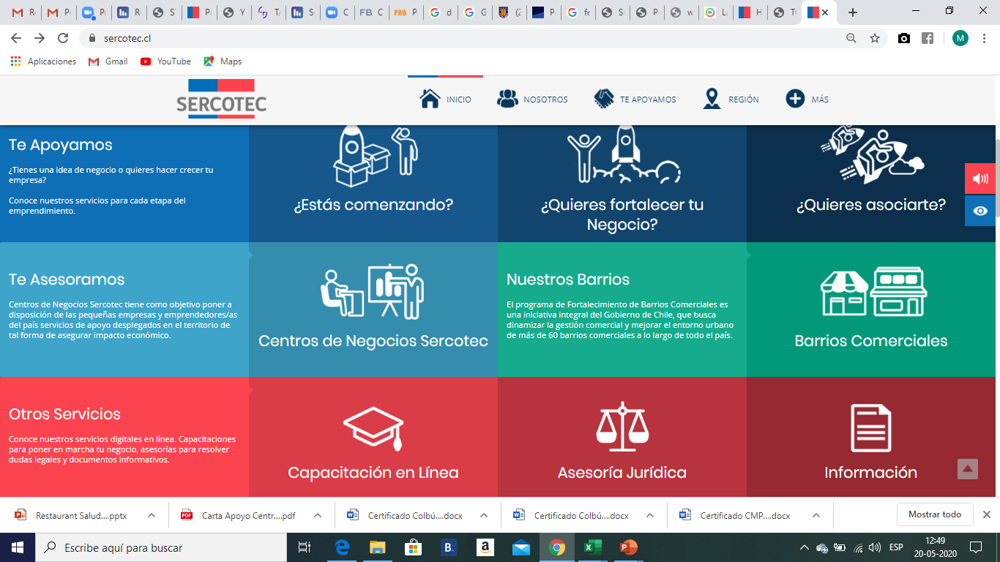 sercotec.cl
M
Aplicaciones
Gmail
YouTube
Maps
SERCOTEC
INICIO
NOSOTROS
TE APOYAMOS
REGIÓN
MÁS
Te Apoyamos
¿Tienes una idea de negocio o quieres hacer crecer tu
empresa?
Conoce nuestros servicios para cada etapa del
emprendimiento.
¿Estás comenzando?
¿Quieres fortalecer tu
Negocio?
¿Quieres asociarte?
Te Asesoramos
Centros de Negocios Sercotec tiene como objetivo poner a
disposición de las pequeñas empresas y emprendedores/as
del país servicios de apoyo desplegados en el territorio de
tal forma de asegurar impacto económico.
Centros de Negocios Sercotec
Nuestros Barrios
El programa de Fortalecimiento de Barrios Comerciales es
una iniciativa integral del Gobierno de Chile, que busca
dinamizar la gestión comercial y mejorar el entorno urbano
de más de 60 barrios comerciales a lo largo de todo el país.
Barrios Comerciales
Otros Servicios
Conoce nuestros servicios digitales en línea. Capacitaciones
para poner en marcha tu negocio, asesorías para resolver
dudas legales y documentos informativos.
Capacitación en Línea
Asesoría Jurídica
Información
Restaurant Salud....pptx
Carta Apoyo Centr....pdf
Certificado Colbú....docx
Certificado Colbú....docx
Certificado CMP....docx
Mostrar todo
Escribe aquí para buscar
ESP
12:49
20-05-2020